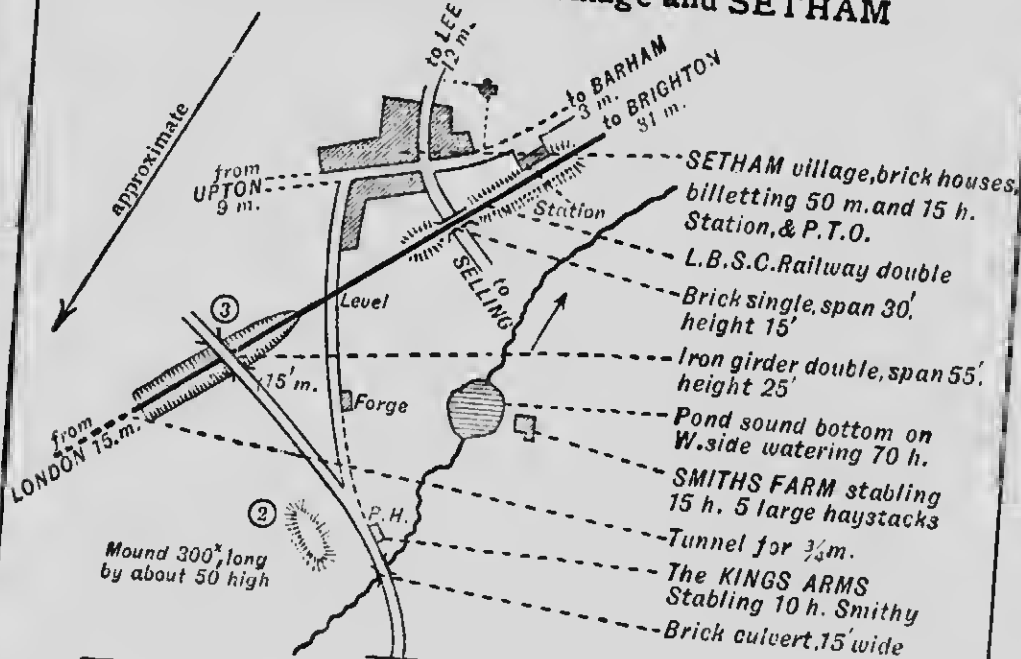 and SETHAM
to LEE
12 m.
to BARHAM
3 m.
to BRIGHTON
31 m.
approximate
from
UPTON
9 m.
Station
to
SELLING
SETHAM village, brick houses,
billetting 50 m. and 15 h.
Station, & P.T.O.
L.B.S.C. Railway double
Brick single, span 30'
height 15'
Iron girder double, span 55'.
height 25'
Pond sound bottom on
W. side watering 70 h.
SMITHS FARM stabling
15 h. 5 large haystacks
Tunnel for ¾ m.
The KINGS ARMS
Stabling 10 h. Smithy
Brick culvert, 15' wide
Level
3
15' m.
Forge
from
LONDON 15. m.
2
P.H.
Mound 300ˣ, long
by about 50 high